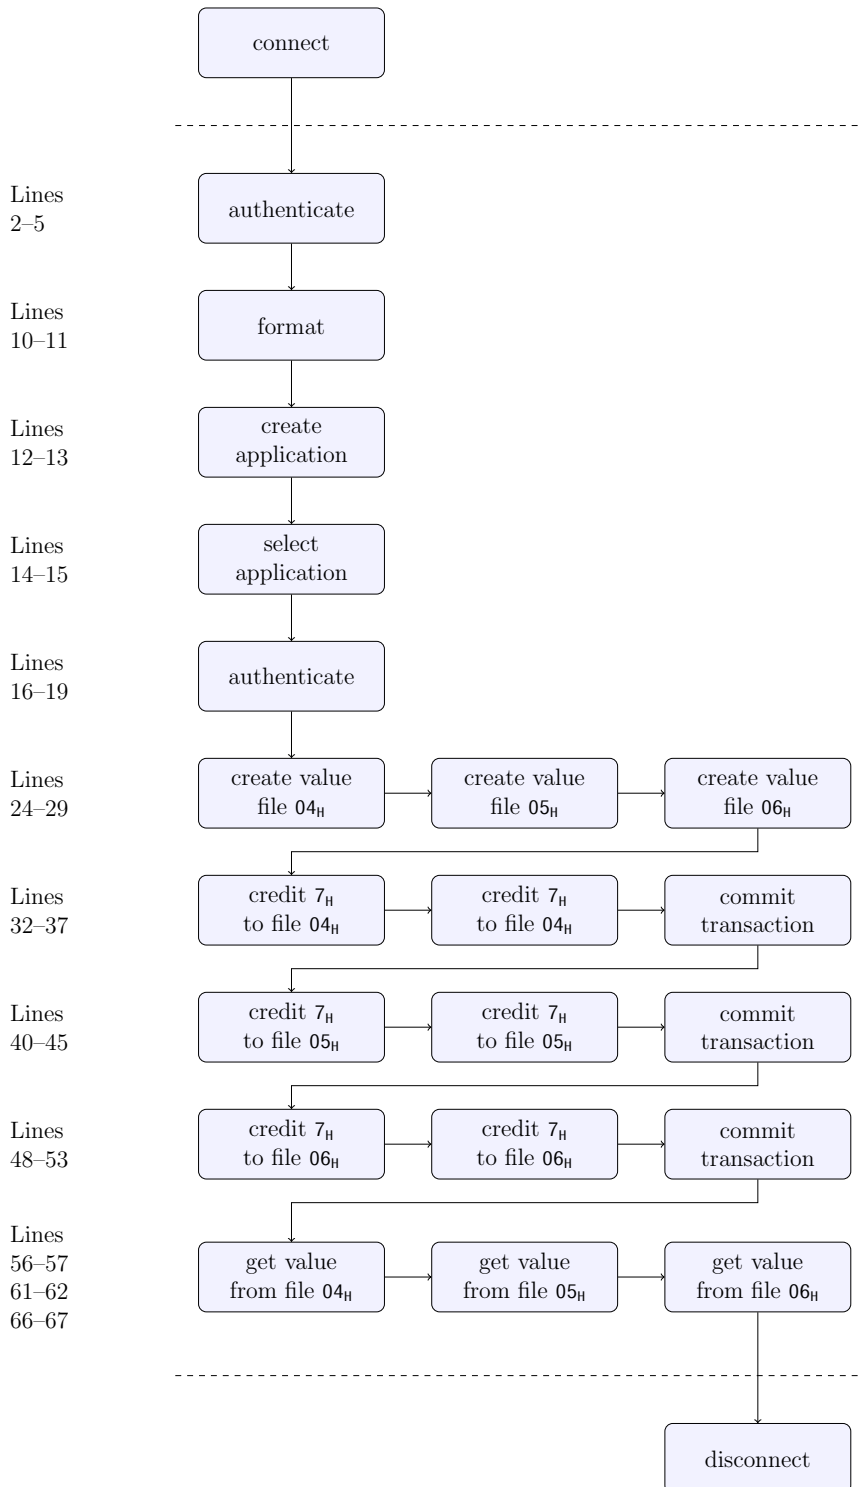 connect
Lines
2–5
authenticate
Lines
10–11
format
Lines
12–13
create
application
Lines
14–15
select
application
Lines
16–19
authenticate
Lines
24–29
create value
file 04H
create value
file 05H
create value
file 06H
Lines
32–37
credit 7H
to file 04H
credit 7H
to file 04H
commit
transaction
Lines
40–45
credit 7H
to file 05H
credit 7H
to file 05H
commit
transaction
Lines
48–53
credit 7H
to file 06H
credit 7H
to file 06H
commit
transaction
Lines
56–57
61–62
66–67
get value
from file 04H
get value
from file 05H
get value
from file 06H
disconnect